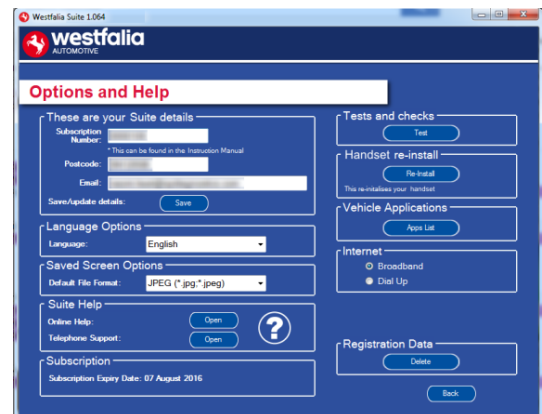 Westfalia Suite 1.064
westfalia
AUTOMOTIVE
Options and Help
These are your Suite details
Subscription
Number:
* This can be found in the Instruction Manual
Postcode:
Email:
Save/update details:
Save
Language Options
Language:
English
Saved Screen Options
Default File Format:
JPEG (*.jpg;*.jpeg)
Suite Help
Online Help:
Open
Telephone Support:
Open
?
Subscription
Subscription Expiry Date: 07 August 2016
Tests and checks
Test
Handset re-install
Re-Install
This re-initalises your handset
Vehicle Applications
Apps List
Internet
Broadband
Dial Up
Registration Data
Delete
Back